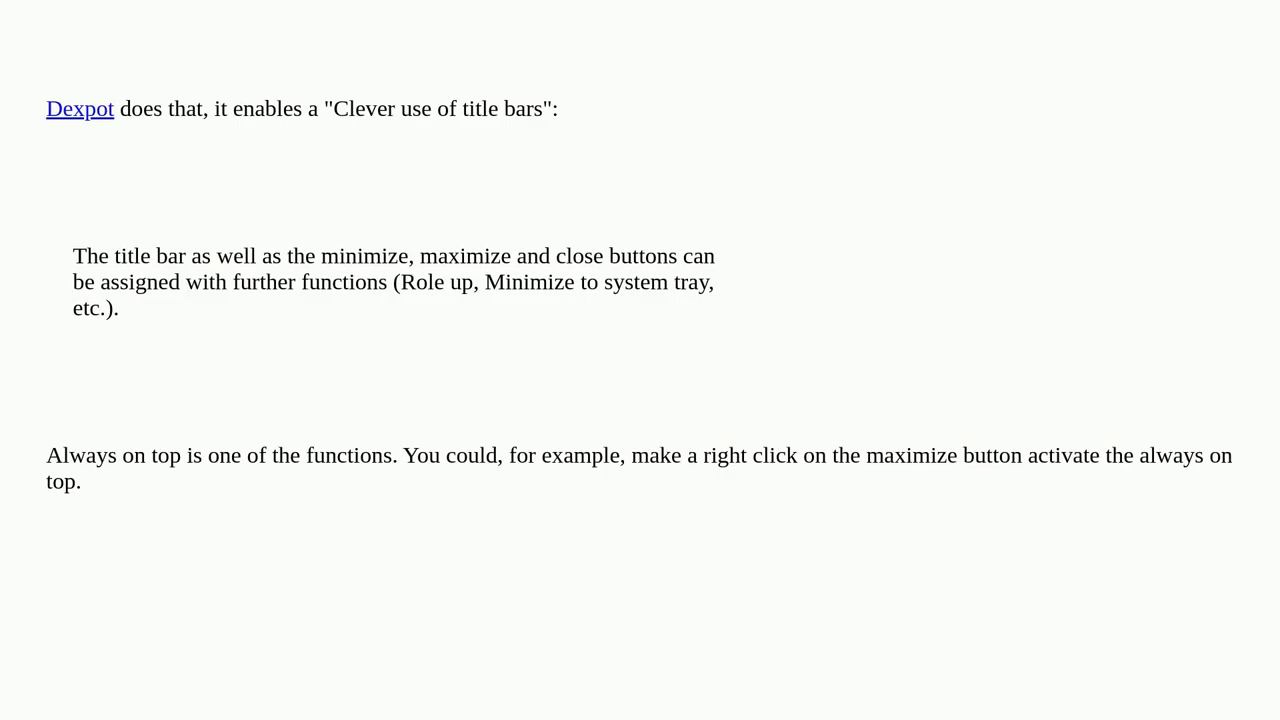 Dexpot does that, it enables a "Clever use of title bars":
The title bar as well as the minimize, maximize and close buttons can
be assigned with further functions (Role up, Minimize to system tray,
etc.).
Always on top is one of the functions. You could, for example, make a right click on the maximize button activate the always on
top.